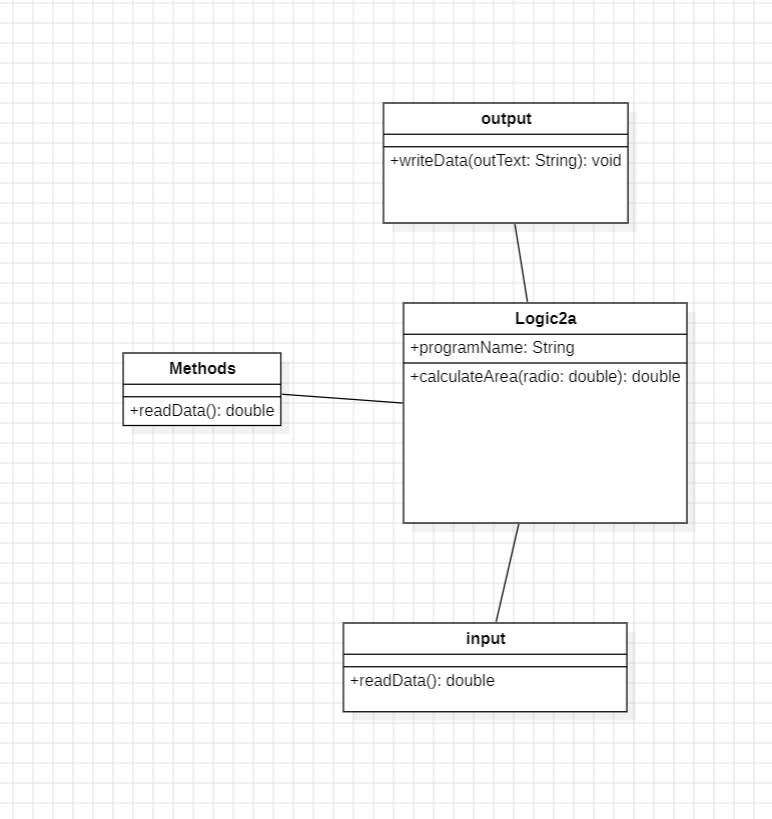 output
+writeData(outText: String): void
Logic2a
+programName: String
+calculateArea(radio: double): double
Methods
+readData(): double
input
+readData(): double